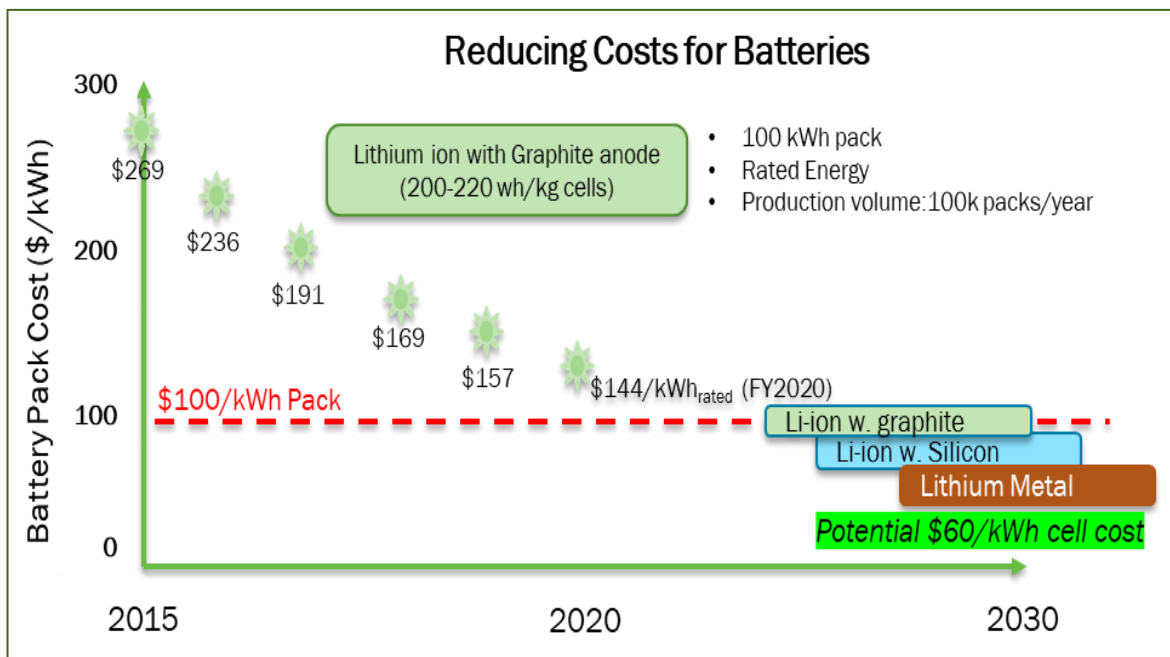 Reducing Costs for Batteries
Battery Pack Cost ($/kWh)
300
200
100
0
$269
$236
$191
$169
$157
$144/kWhrated (FY2020)
Lithium ion with Graphite anode
(200-220 wh/kg cells)
• 100 kWh pack
• Rated Energy
• Production volume:100k packs/year
$100/kWh Pack
Li-ion w. graphite
Li-ion w. Silicon
Lithium Metal
Potential $60/kWh cell cost
2015
2020
2030